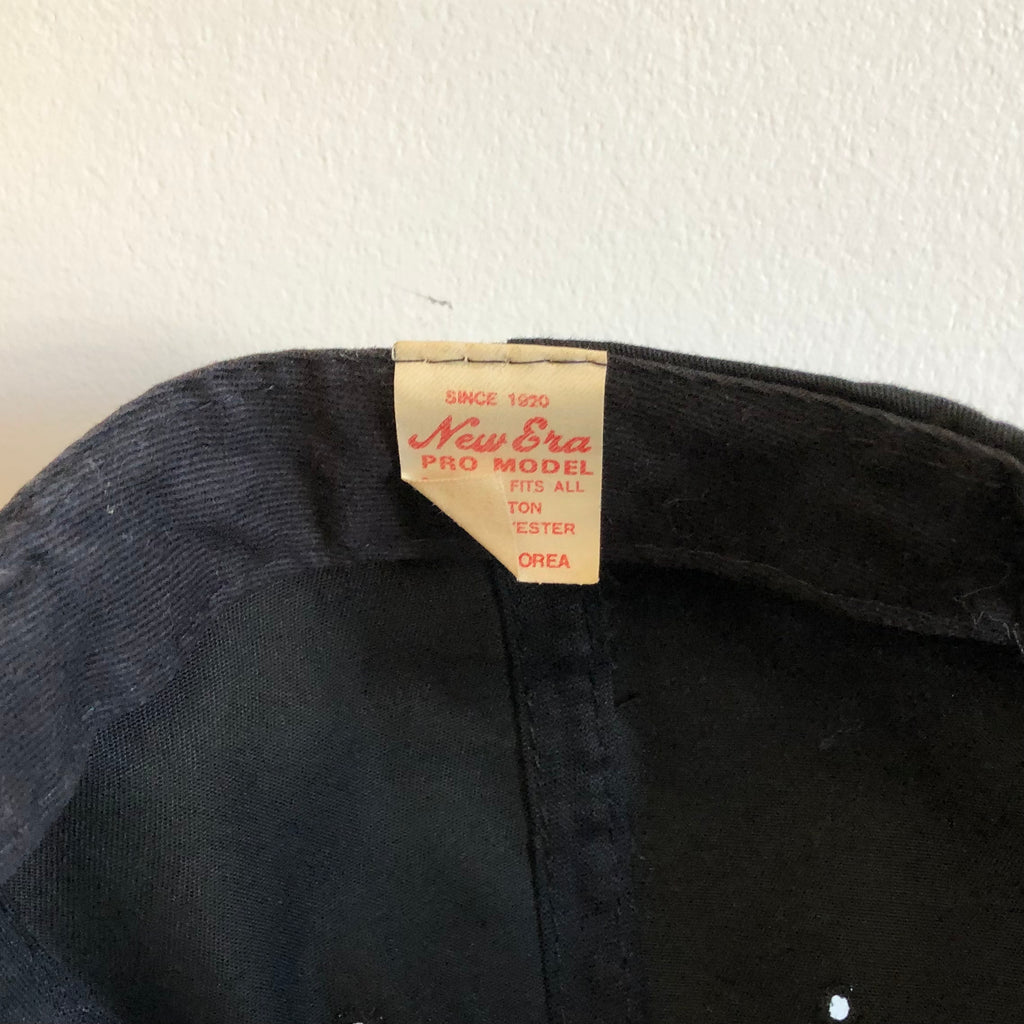 SINCE 1920
New Era
PRO MODEL
FITS ALL
TON
ESTER
OREA